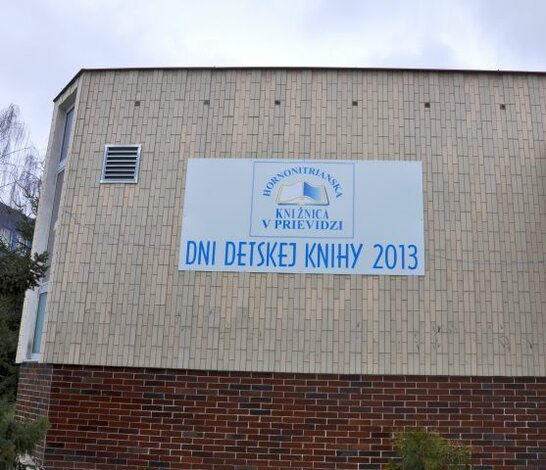 HORNONITRIANSKA
KNIŽNICA
V PRIEVIDZI
DNI DETSKEJ KNIHY 2013